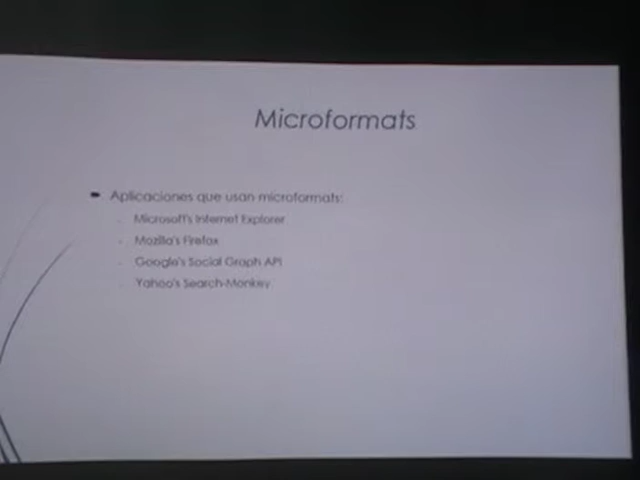 Microformats
Aplicaciones que usan microformats:
Microsoft's Internet Explorer
Mozilla's Firefox
Google's Social Graph API
Yahoo's Search-Monkey